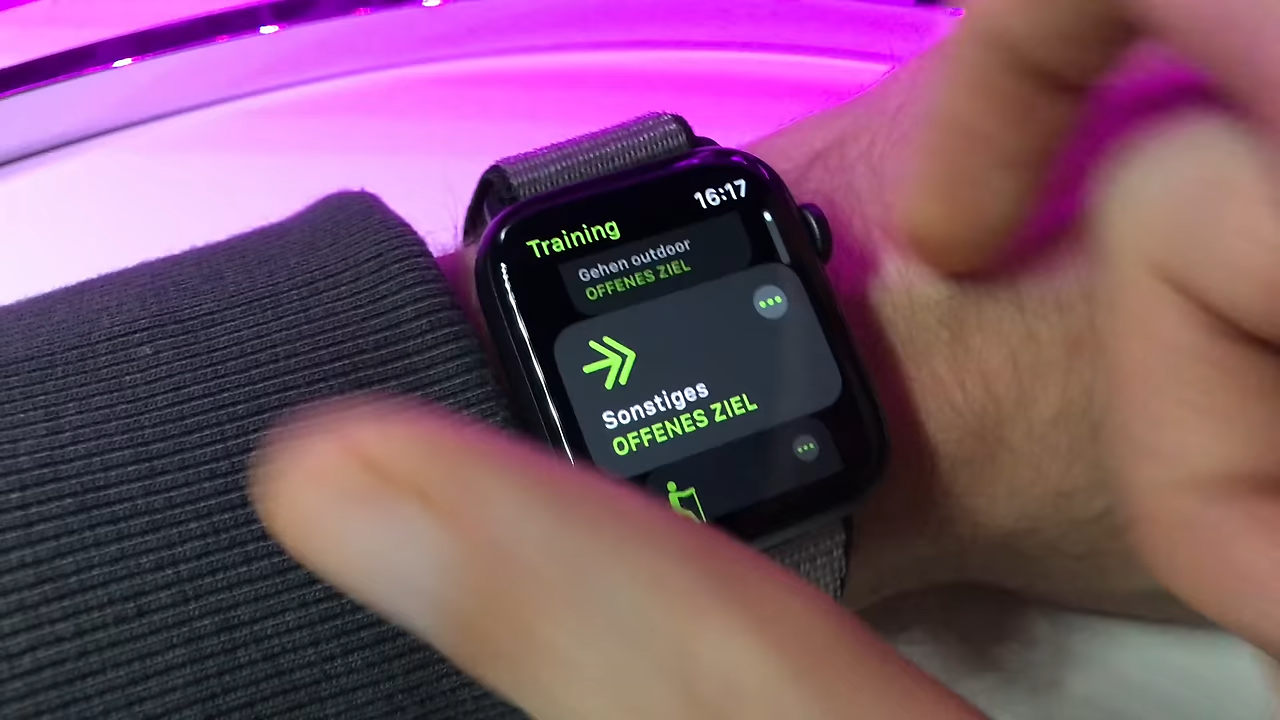 16:17
Training
Gehen outdoor
OFFENES ZIEL
Sonstiges
OFFENES ZIEL